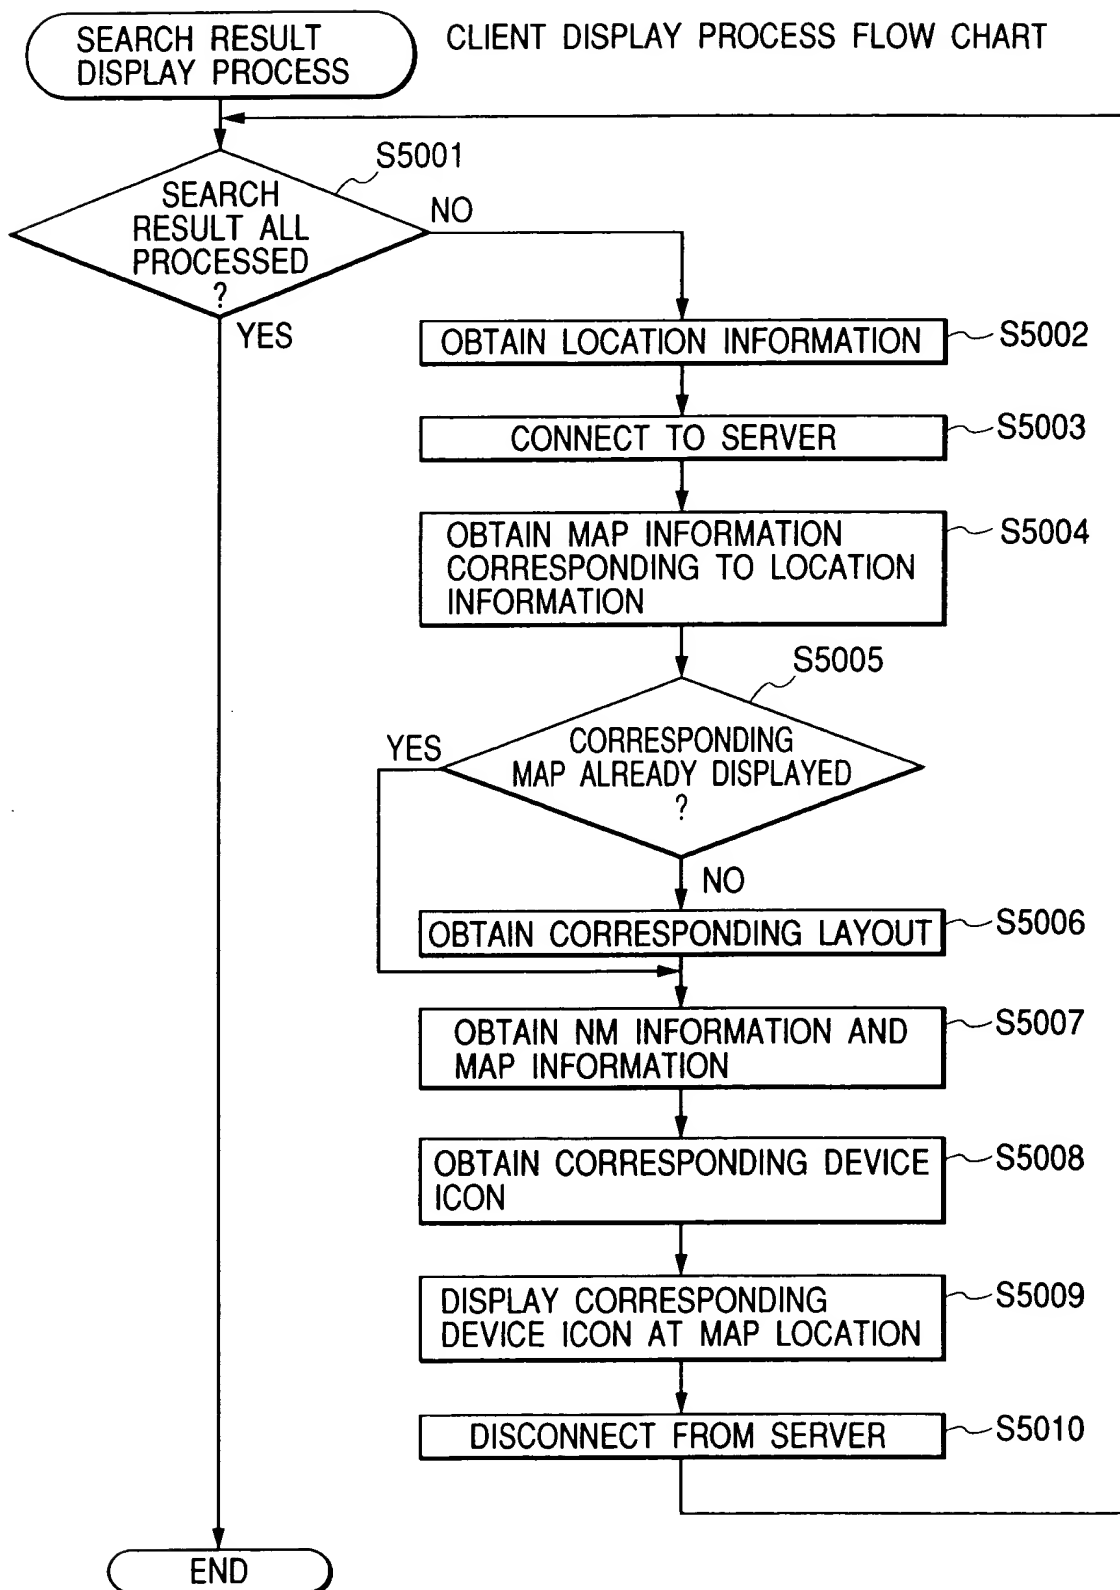 SEARCH RESULT
DISPLAY PROCESS
CLIENT DISPLAY PROCESS FLOW CHART
S5001
SEARCH
RESULT ALL
PROCESSED
?
NO
YES
OBTAIN LOCATION INFORMATION
S5002
CONNECT TO SERVER
S5003
OBTAIN MAP INFORMATION
CORRESPONDING TO LOCATION
INFORMATION
S5004
S5005
CORRESPONDING
MAP ALREADY DISPLAYED
?
YES
NO
OBTAIN CORRESPONDING LAYOUT
S5006
OBTAIN NM INFORMATION AND
MAP INFORMATION
S5007
OBTAIN CORRESPONDING DEVICE
ICON
S5008
DISPLAY CORRESPONDING
DEVICE ICON AT MAP LOCATION
S5009
DISCONNECT FROM SERVER
S5010
END